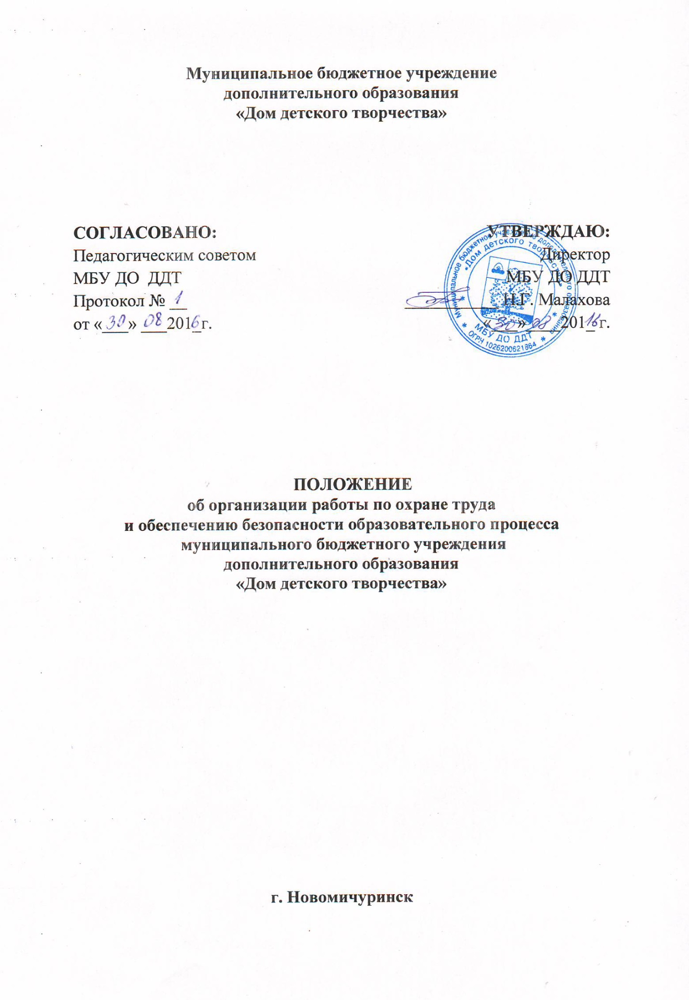 Муниципальное бюджетное учреждение
дополнительного образования
«Дом детского творчества»
СОГЛАСОВАНО:
Педагогическим советом
МБУ ДО ДДТ
Протокол № 1
от «30» 08 2016 г.
УТВЕРЖДАЮ:
Директор
МБУ ДО ДДТ
Н.Г. Малахова
«30» 08 2016 г.
Муниципальное бюджетное учреждение дополнительного образования
«Дом детского творчества»
МБУ ДО ДДТ
ОГРН 1026200621864
ПОЛОЖЕНИЕ
об организации работы по охране труда
и обеспечению безопасности образовательного процесса
муниципального бюджетного учреждения
дополнительного образования
«Дом детского творчества»
г. Новомичуринск